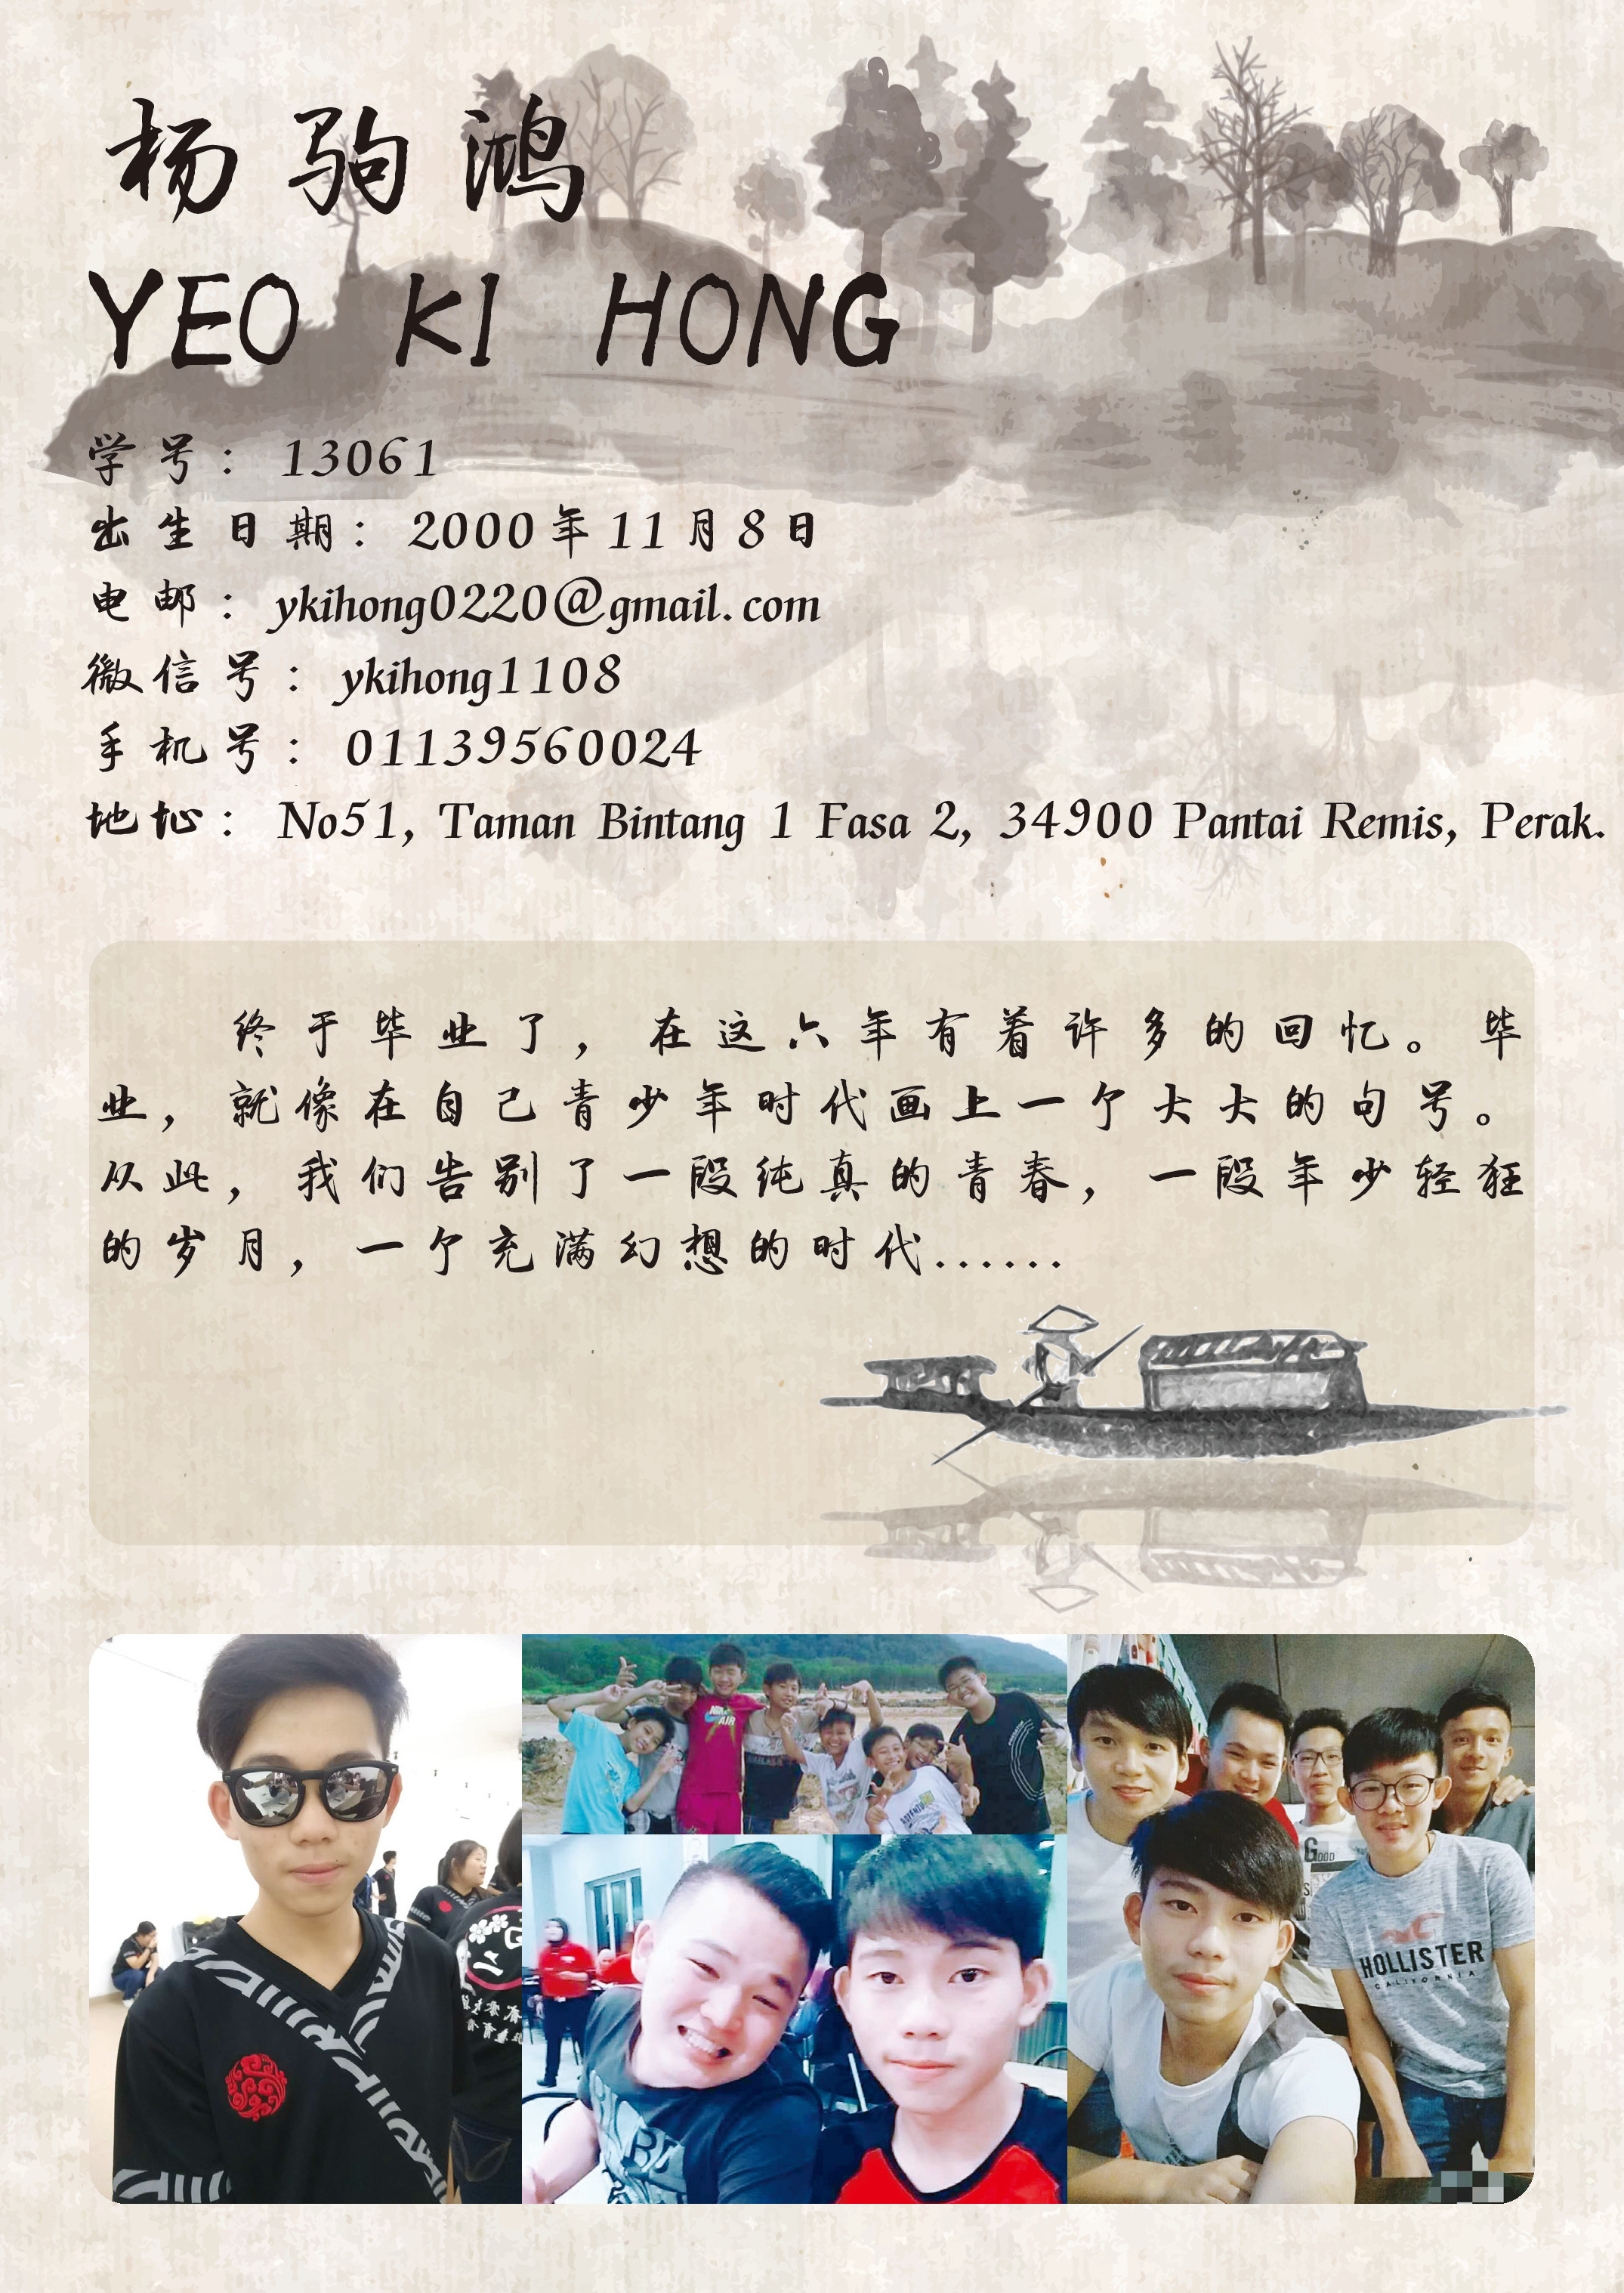 杨驹鸿
YEO KI HONG
学号：13061
出生日期：2000年11月8日
电邮：ykihong0220@gmail.com
微信号：ykihong1108
手机号：01139560024
地址：No51, Taman Bintang 1 Fasa 2, 34900 Pantai Remis, Perak.
终于毕业了，在这六年有着许多的回忆。毕
业，就像在自己青少年时代画上一个大大的句号。
从此，我们告别了一段纯真的青春，一段年少轻狂
的岁月，一个充满幻想的时代......
NIKE
AIR
GOOD
HOLLISTER
CALIFORNIA